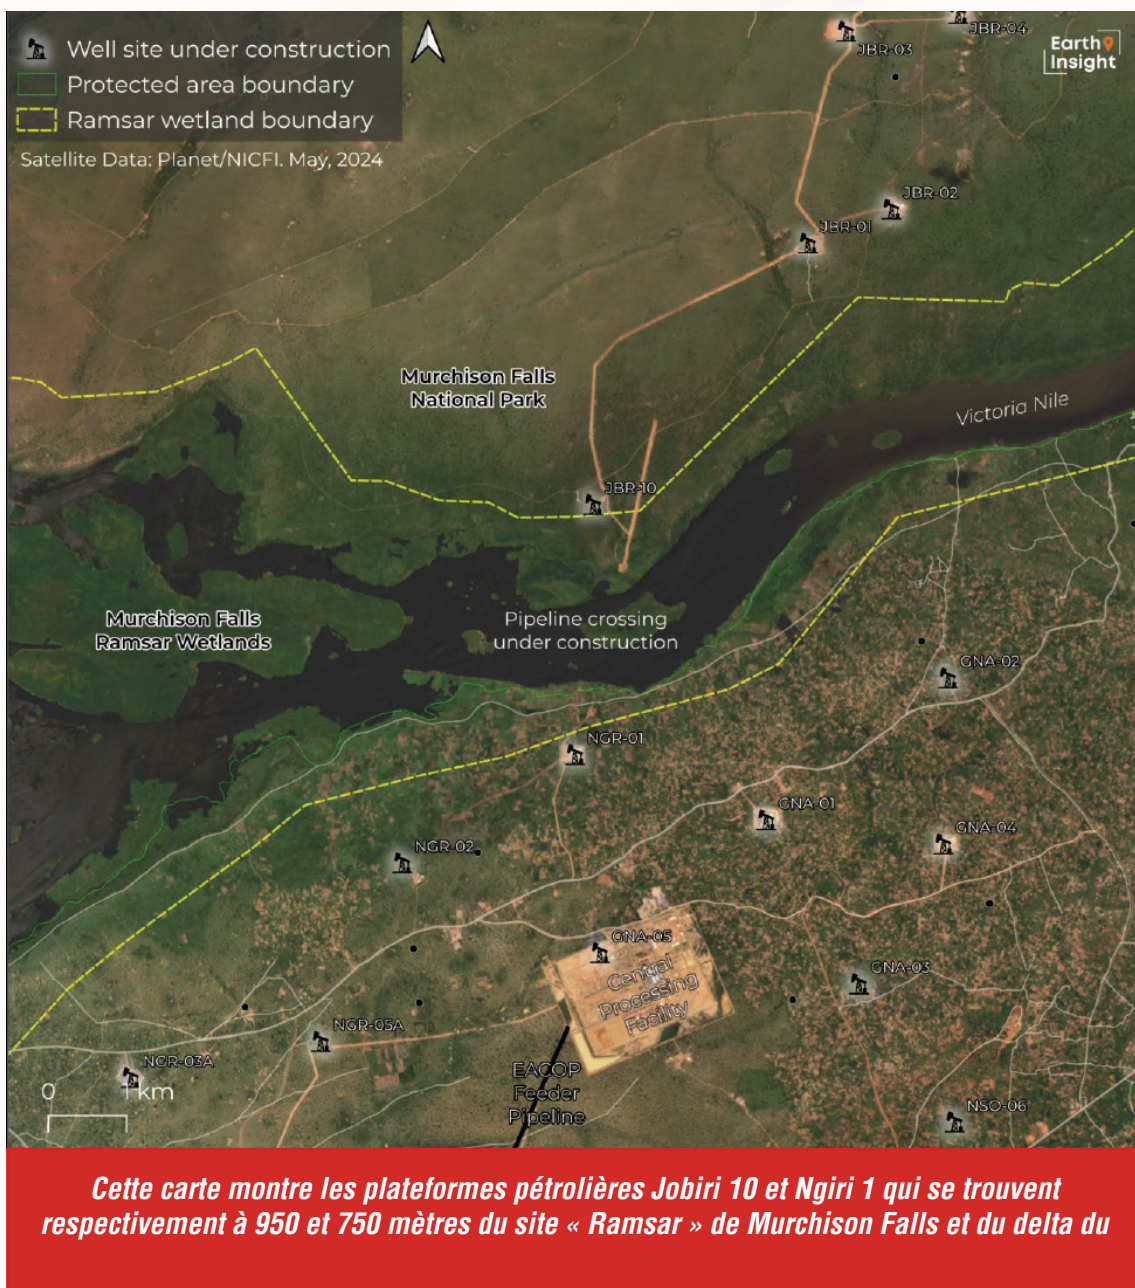 Well site under construction
Protected area boundary
Ramsar wetland boundary
Satellite Data: Planet/NICFI. May, 2024
Earth
Insight
JBR-04
JBR-03
JBR-02
JBR-01
Murchison Falls
National Park
Victoria Nile
JBR-10
Murchison Falls
Ramsar Wetlands
Pipeline crossing
under construction
GNA-02
NGR-01
GNA-01
GNA-04
NGR-02
GNA-05
Central
Processing
Facility
GNA-03
NGR-05A
NGR-03A
EACOP
Feeder
Pipeline
0 1 km
NSO-06
Cette carte montre les plateformes pétrolières Jobiri 10 et Ngiri 1 qui se trouvent
respectivement à 950 et 750 mètres du site « Ramsar » de Murchison Falls et du delta du